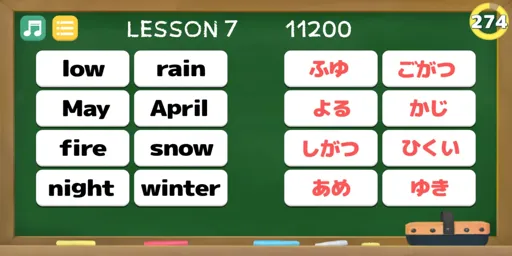 LESSON 7 11200 274
low rain ふゆ ごがつ
May April よる かじ
fire snow しがつ ひくい
night winter あめ ゆき